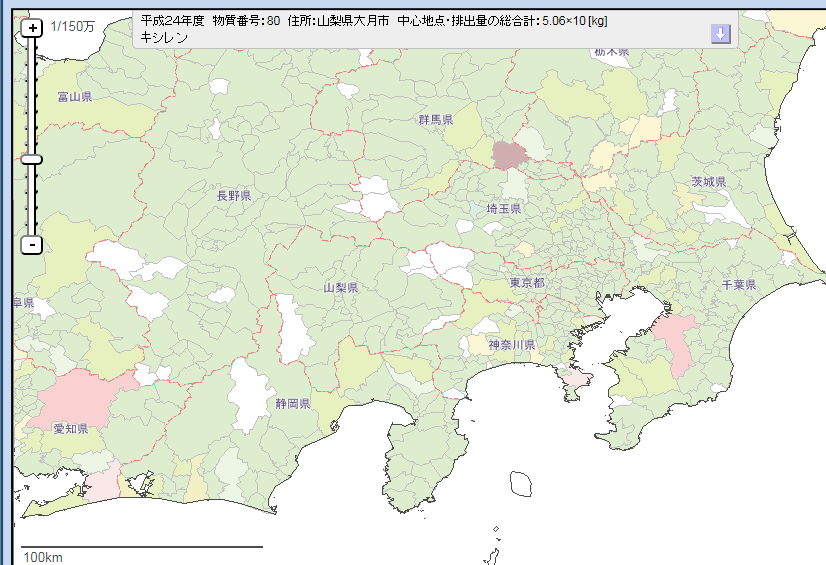 平成24年度 物質番号:80 住所:山梨県大月市 中心地点・排出量の総合計:5.06×10 [kg]
キシレン
+
1/150万
栃木県
富山県
群馬県
茨城県
長野県
埼玉県
-
東京都
千葉県
山梨県
阜県
神奈川県
静岡県
愛知県
100km